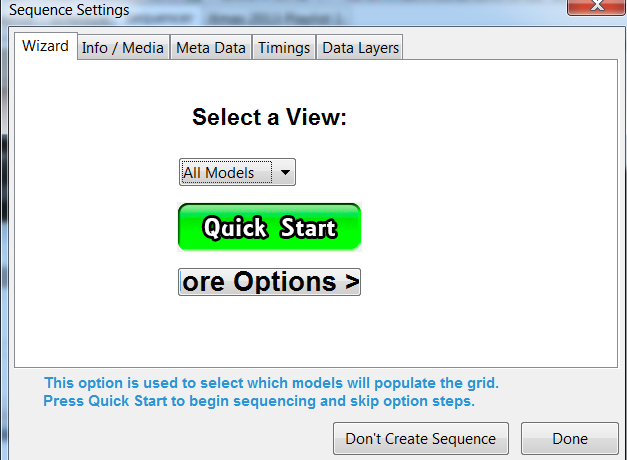 Sequence Settings
Wizard Info / Media Meta Data Timings Data Layers
Select a View:
All Models
Quick Start
ore Options >
This option is used to select which models will populate the grid.
Press Quick Start to begin sequencing and skip option steps.
Don't Create Sequence Done